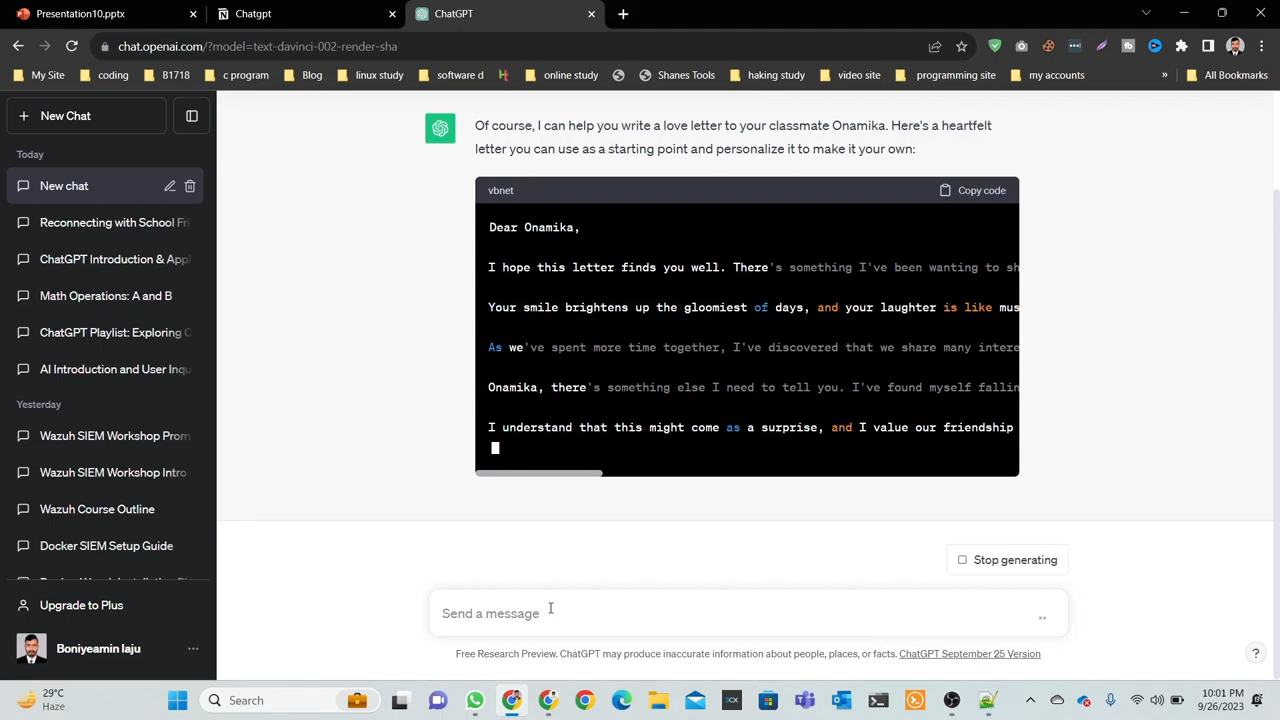 Presentation10.pptx
Chatgpt
ChatGPT
chat.openai.com/?model=text-davinci-002-render-sha
My Site
coding
B1718
c program
Blog
linux study
software d
online study
Shanes Tools
haking study
video site
programming site
my accounts
»
All Bookmarks
New Chat
Today
New chat
Reconnecting with School Fri
ChatGPT Introduction & Appl
Math Operations: A and B
ChatGPT Playlist: Exploring C
AI Introduction and User Inqu
Yesterday
Wazuh SIEM Workshop Prom
Wazuh SIEM Workshop Intro
Wazuh Course Outline
Docker SIEM Setup Guide
Upgrade to Plus
Boniyeamin laju
Of course, I can help you write a love letter to your classmate Onamika. Here's a heartfelt
letter you can use as a starting point and personalize it to make it your own:
vbnet
Copy code
Dear Onamika,
I hope this letter finds you well. There's something I've been wanting to sh
Your smile brightens up the gloomiest of days, and your laughter is like mus
As we've spent more time together, I've discovered that we share many intere
Onamika, there's something else I need to tell you. I've found myself fallin
I understand that this might come as a surprise, and I value our friendship
Stop generating
Send a message
Free Research Preview. ChatGPT may produce inaccurate information about people, places, or facts. ChatGPT September 25 Version
?
29°C
Haze
Search
10:01 PM
9/26/2023